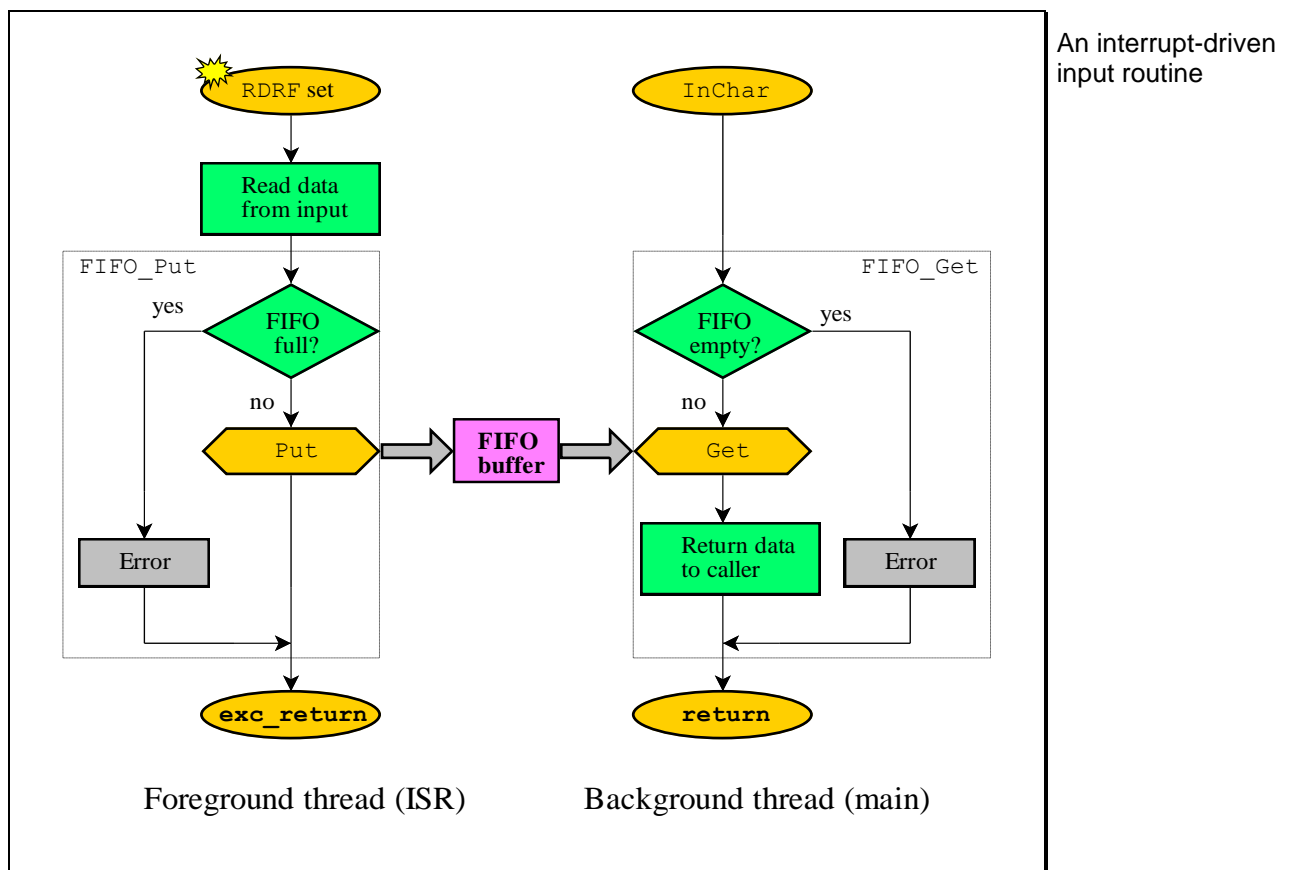 An interrupt-driven
input routine
RDRF set
InChar
Read data
from input
FIFO_Put
FIFO_Get
yes
FIFO
full?
FIFO
empty?
yes
no
no
Put
FIFO
buffer
Get
Error
Return data
to caller
Error
exc_return
return
Foreground thread (ISR)
Background thread (main)